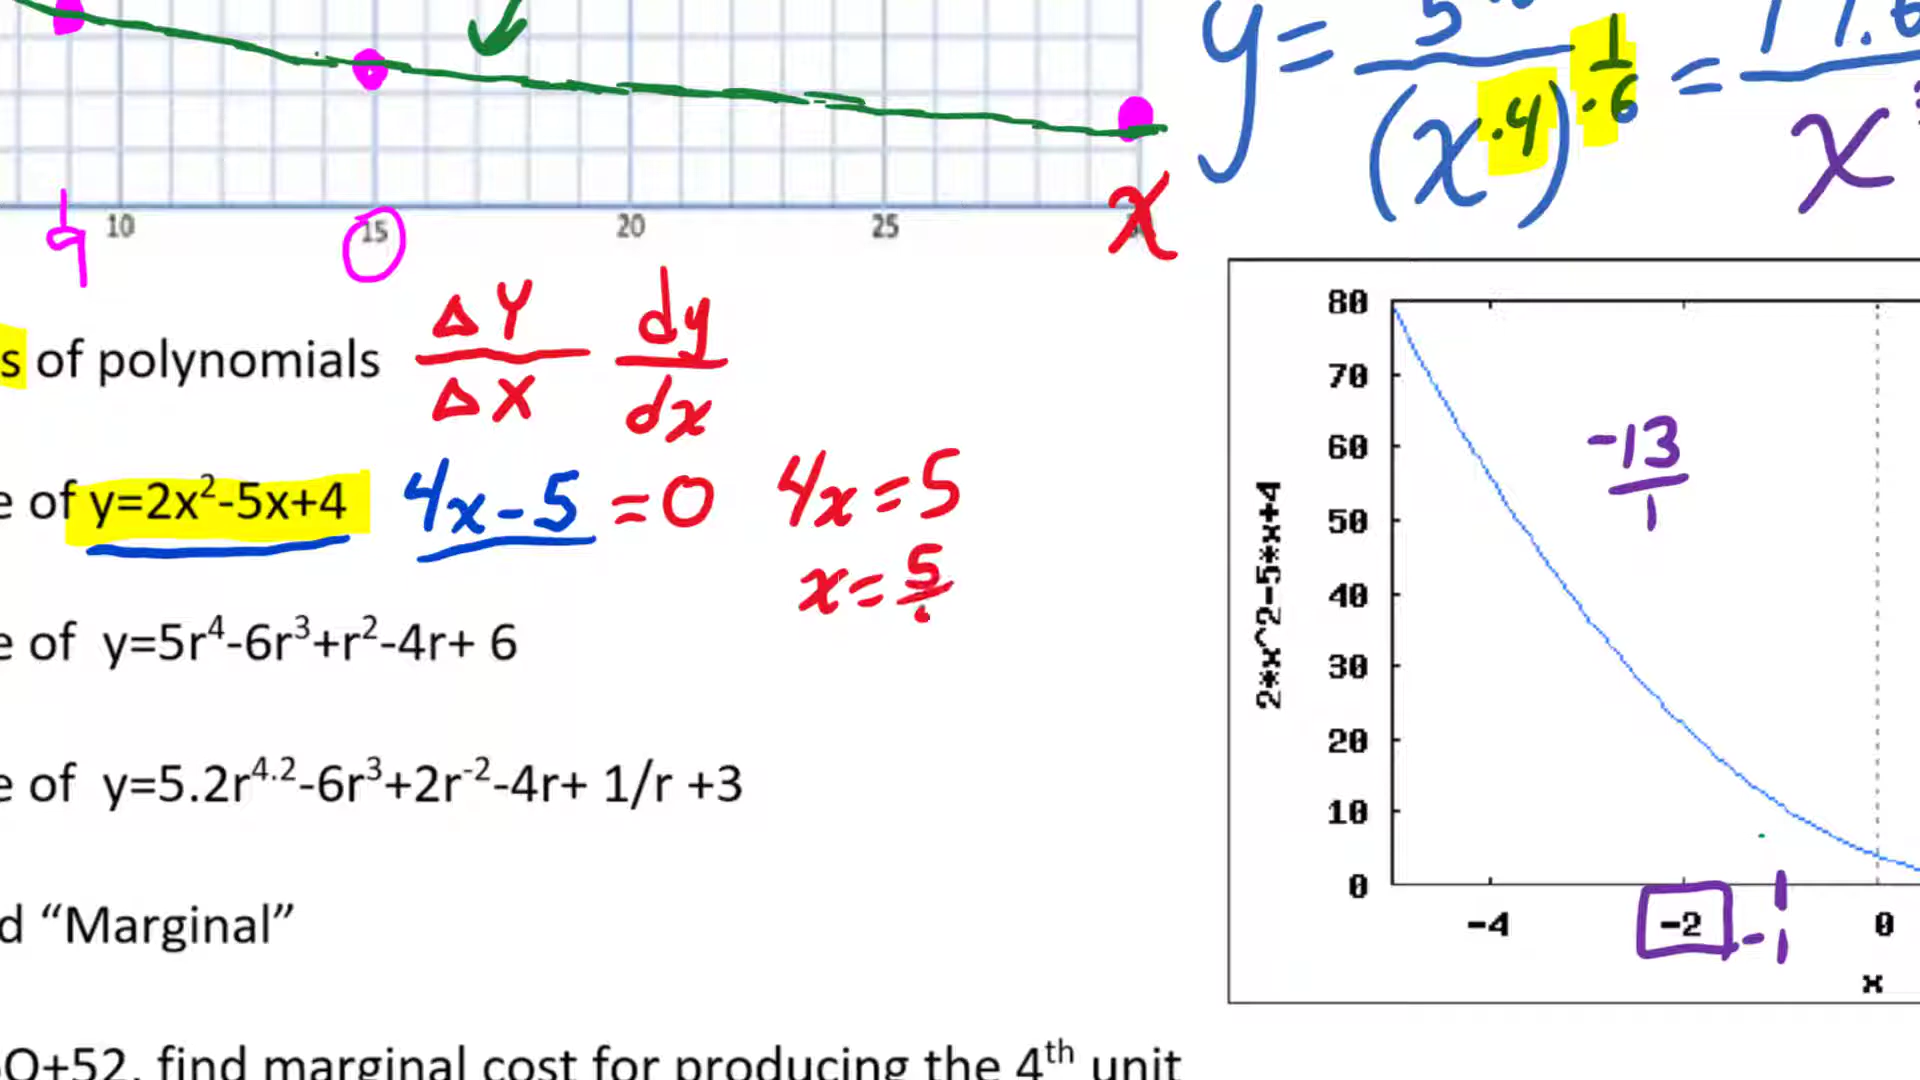 y= 5 / (x^.4)^1/.6 = / x
9
10 15 20 25 x
ΔY/ΔX dy/dx
s of polynomials
e of y=2x²-5x+4 4x-5 =0 4x=5
x=5/
e of y=5r⁴-6r³+r²-4r+ 6
e of y=5.2r^4.2-6r³+2r^-2-4r+ 1/r +3
d “Marginal”
+52, find marginal cost for producing the 4th unit
80
70
60
50
40
30
20
10
0
2*x^2-5*x+4
-13/1
-4 -2 -1 0
x